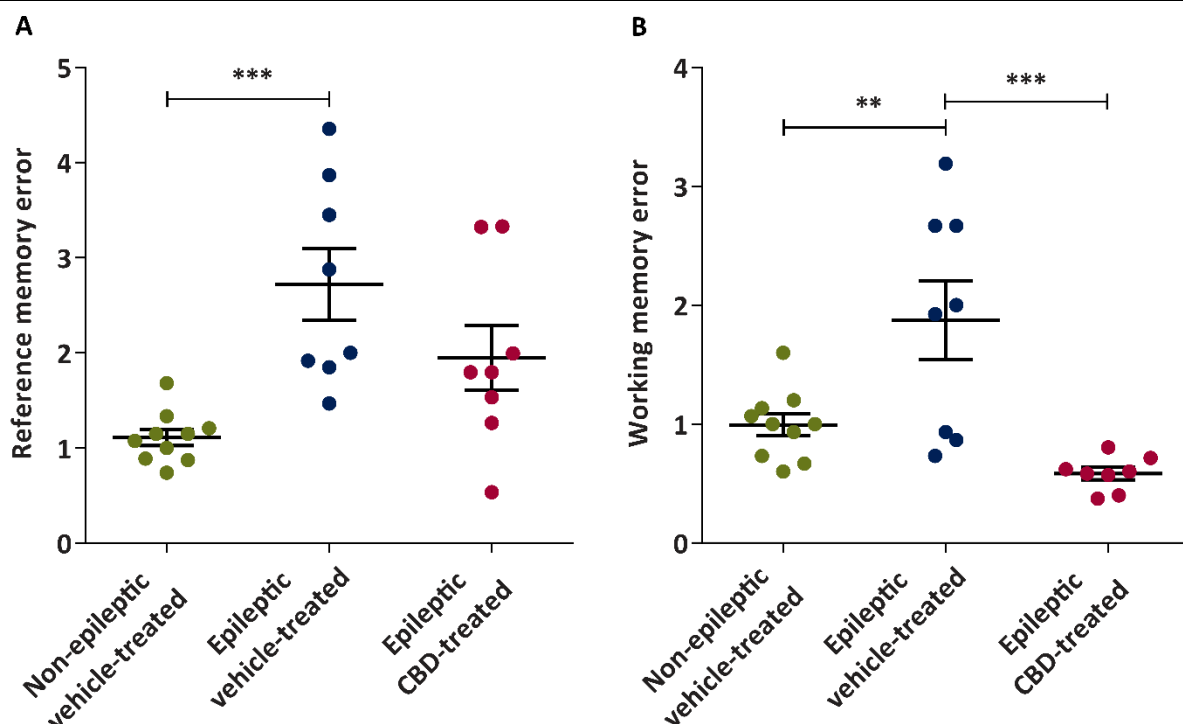 A
Reference memory error
5
4
3
2
1
0
***
Non-epileptic
vehicle-treated
Epileptic
vehicle-treated
Epileptic
CBD-treated
B
Working memory error
4
3
2
1
0
**
***
Non-epileptic
vehicle-treated
Epileptic
vehicle-treated
Epileptic
CBD-treated